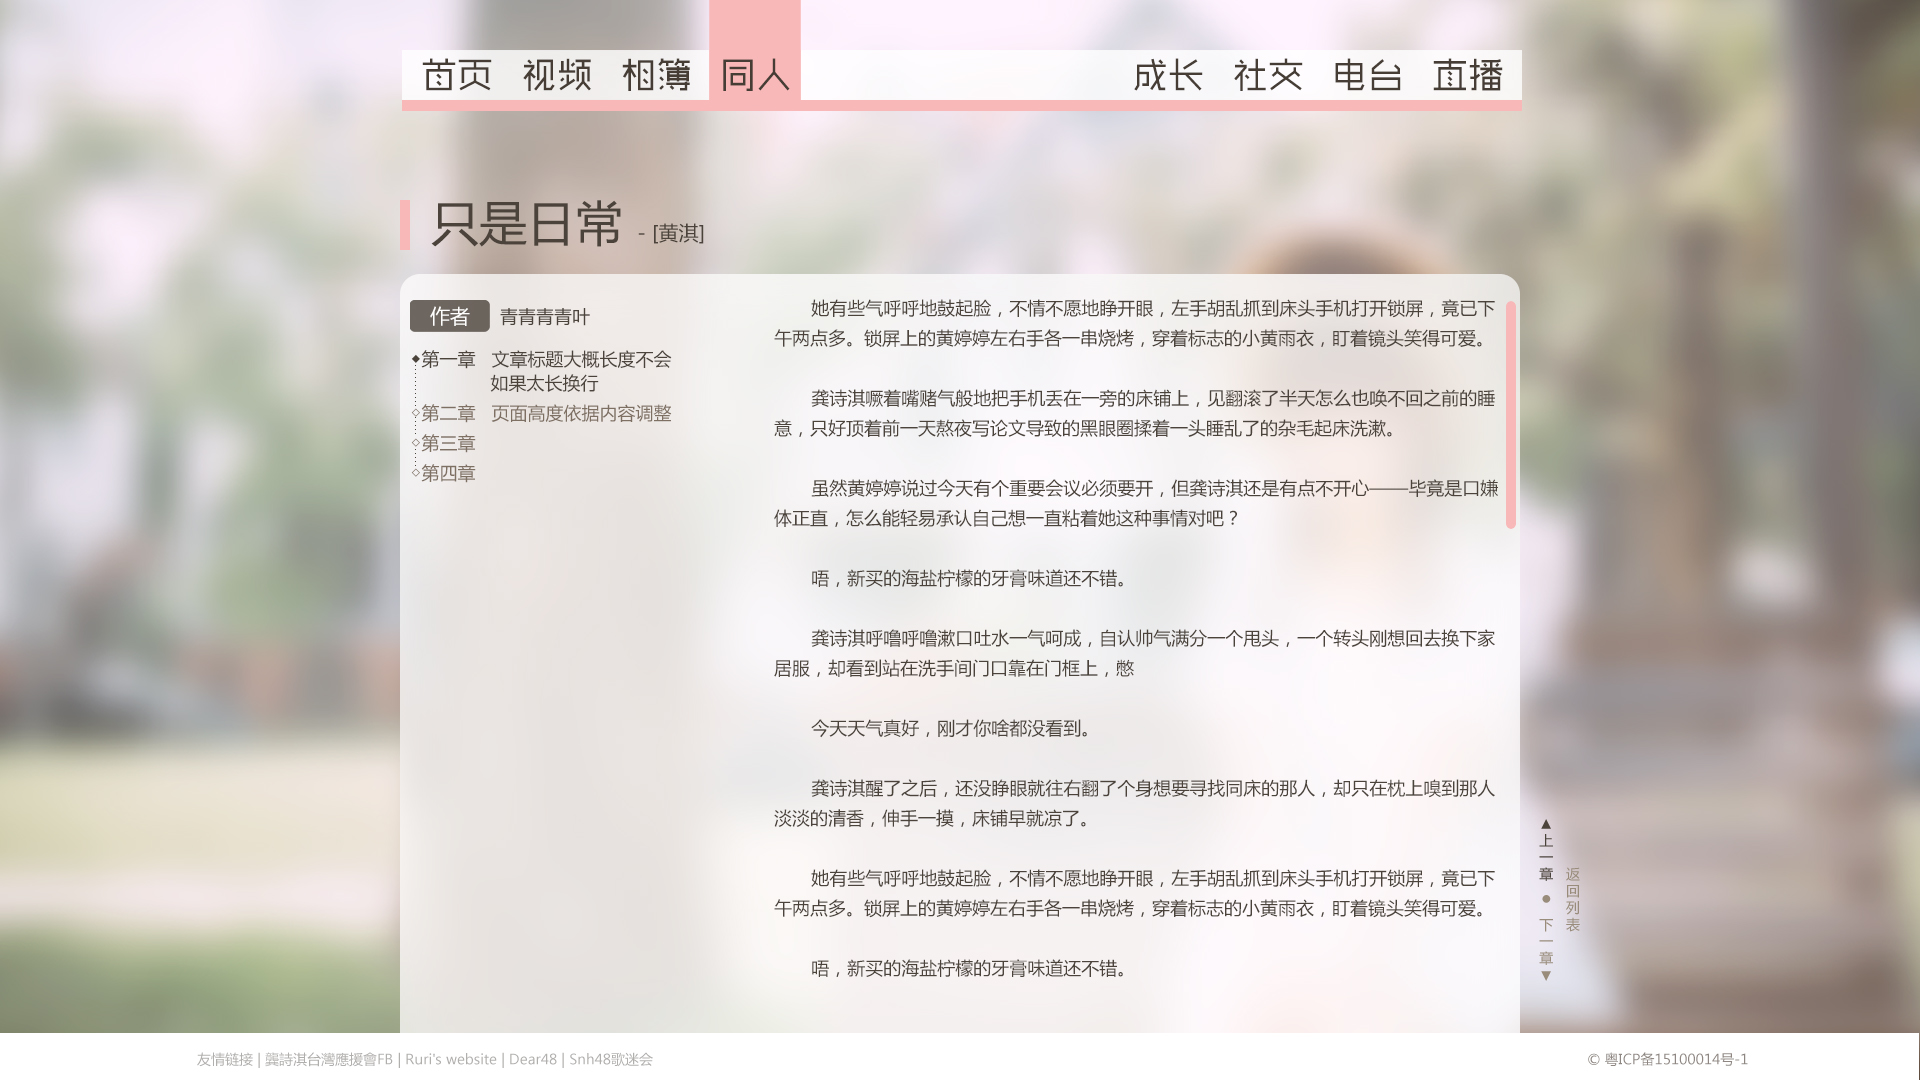 首页 视频 相簿 同人 成长 社交 电台 直播
只是日常 - [黄淇]
作者 青青青青叶
第一章 文章标题大概长度不会
如果太长换行
第二章 页面高度依据内容调整
第三章
第四章
她有些气呼呼地鼓起脸，不情不愿地睁开眼，左手胡乱抓到床头手机打开锁屏，竟已下
午两点多。锁屏上的黄婷婷左右手各一串烧烤，穿着标志的小黄雨衣，盯着镜头笑得可爱。
龚诗淇噘着嘴赌气般地把手机丢在一旁的床铺上，见翻滚了半天怎么也唤不回之前的睡
意，只好顶着前一天熬夜写论文导致的黑眼圈揉着一头睡乱了的杂毛起床洗漱。
虽然黄婷婷说过今天有个重要会议必须要开，但龚诗淇还是有点不开心——毕竟是口嫌
体正直，怎么能轻易承认自己想一直粘着她这种事情对吧？
唔，新买的海盐柠檬的牙膏味道还不错。
龚诗淇呼噜呼噜漱口吐水一气呵成，自认帅气满分一个甩头，一个转头刚想回去换下家
居服，却看到站在洗手间门口靠在门框上，憋
今天天气真好，刚才你啥都没看到。
龚诗淇醒了之后，还没睁眼就往右翻了个身想要寻找同床的那人，却只在枕上嗅到那人
淡淡的清香，伸手一摸，床铺早就凉了。
她有些气呼呼地鼓起脸，不情不愿地睁开眼，左手胡乱抓到床头手机打开锁屏，竟已下
午两点多。锁屏上的黄婷婷左右手各一串烧烤，穿着标志的小黄雨衣，盯着镜头笑得可爱。
唔，新买的海盐柠檬的牙膏味道还不错。
▲上一章 ● 下一章▼
返回列表
友情链接 | 龔詩淇台灣應援會FB | Ruri's website | Dear48 | Snh48歌迷会
© 粤ICP备15100014号-1